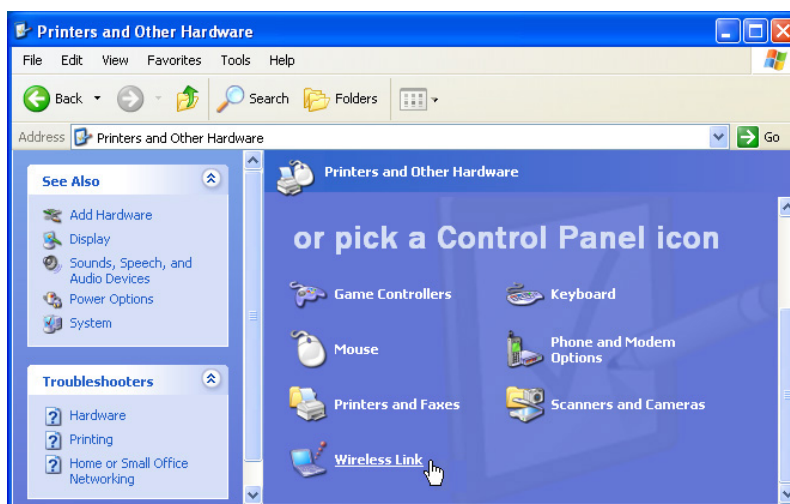 Printers and Other Hardware
File Edit View Favorites Tools Help
Back Search Folders
Address Printers and Other Hardware Go
See Also
Add Hardware
Display
Sounds, Speech, and
Audio Devices
Power Options
System
Troubleshooters
Hardware
Printing
Home or Small Office
Networking
Printers and Other Hardware
or pick a Control Panel icon
Game Controllers
Keyboard
Mouse
Phone and Modem
Options
Printers and Faxes
Scanners and Cameras
Wireless Link